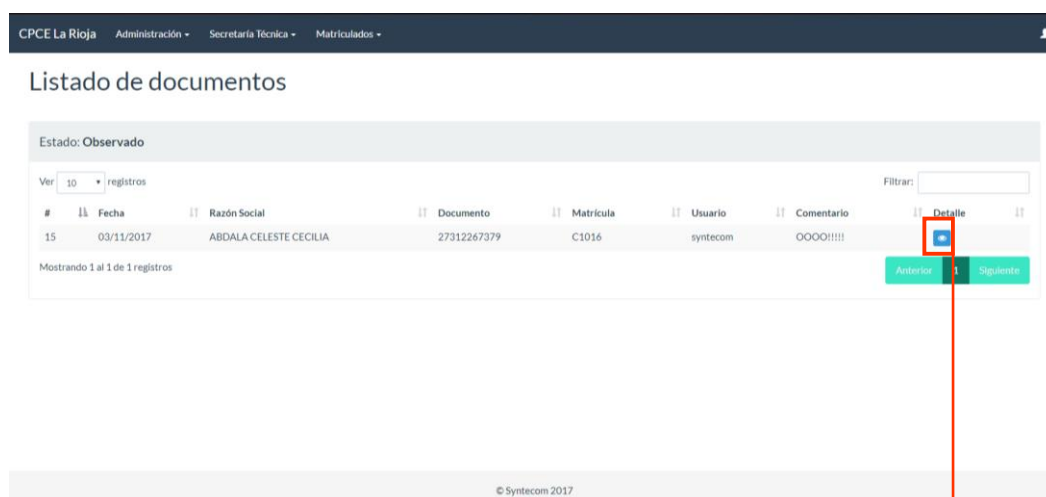 CPCE La Rioja Administración Secretaría Técnica Matriculados
Listado de documentos
Estado: Observado
Ver 10 registros Filtrar:
# Fecha Razón Social Documento Matrícula Usuario Comentario Detalle
15 03/11/2017 ABDALA CELESTE CECILIA 27312267379 C1016 syntecom OOOO!!!!!
Mostrando 1 al 1 de 1 registros Anterior 1 Siguiente
© Syntecom 2017